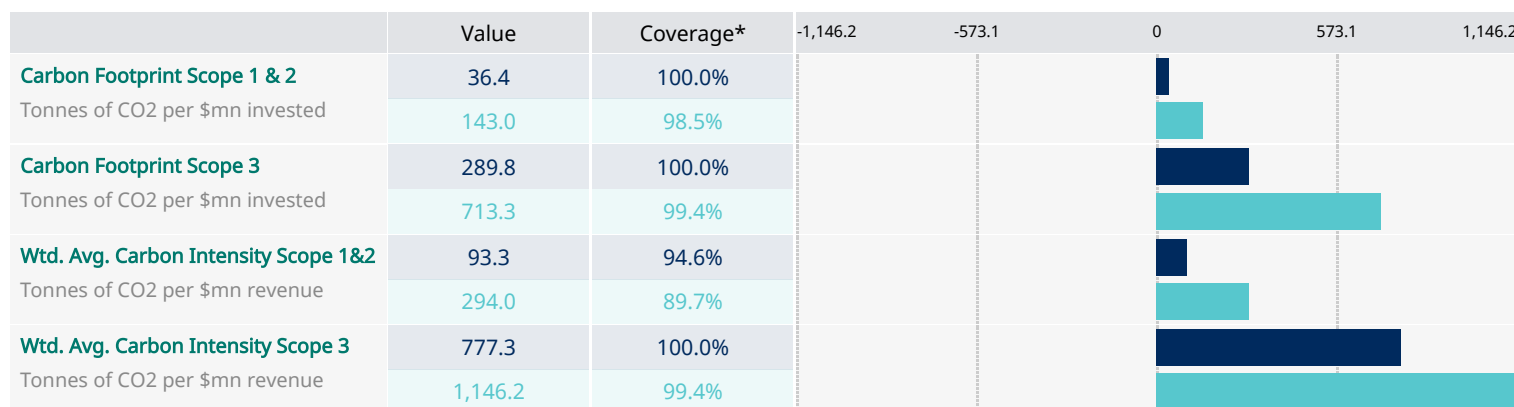 Value Coverage* -1,146.2 -573.1 0 573.1 1,146.2
Carbon Footprint Scope 1 & 2 36.4 100.0%
Tonnes of CO2 per $mn invested 143.0 98.5%
Carbon Footprint Scope 3 289.8 100.0%
Tonnes of CO2 per $mn invested 713.3 99.4%
Wtd. Avg. Carbon Intensity Scope 1&2 93.3 94.6%
Tonnes of CO2 per $mn revenue 294.0 89.7%
Wtd. Avg. Carbon Intensity Scope 3 777.3 100.0%
Tonnes of CO2 per $mn revenue 1,146.2 99.4%